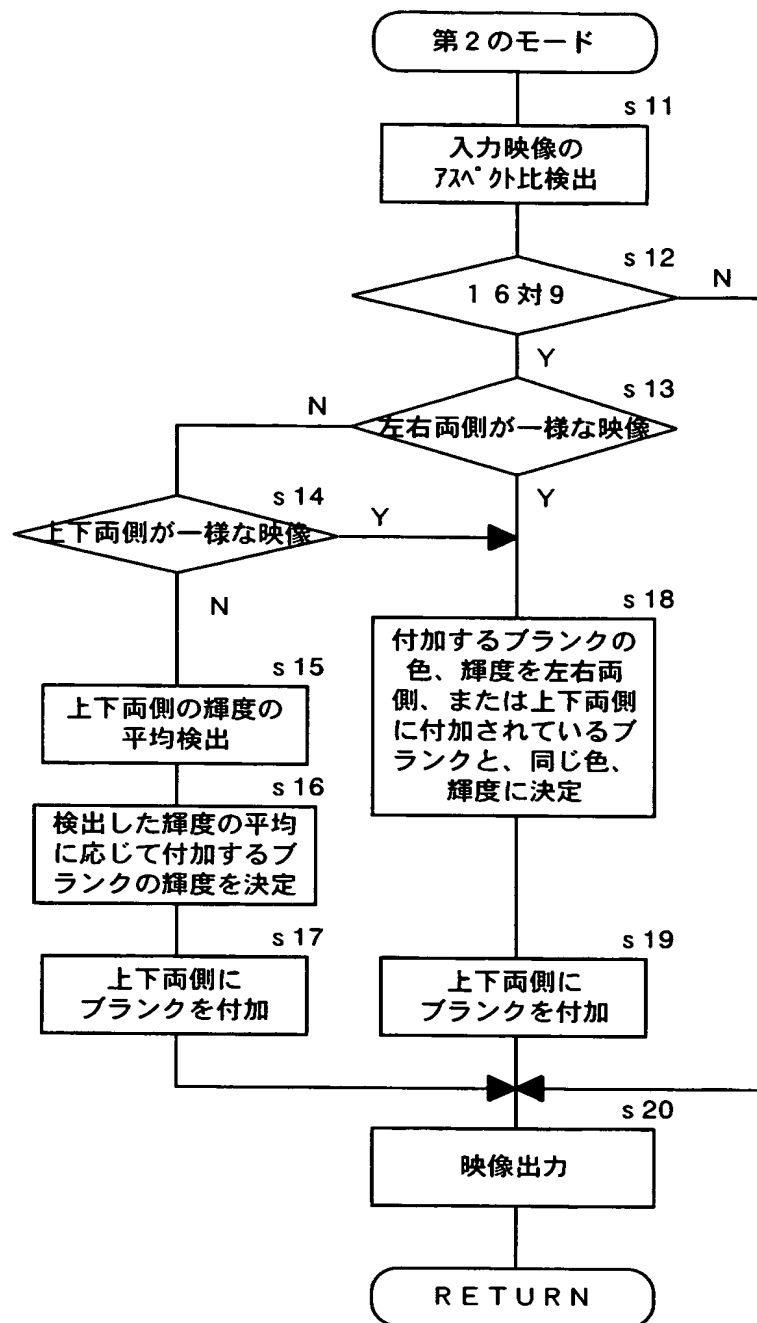 第２のモード
s 11
入力映像の
ｱｽﾍﾟｸﾄ比検出
s 12
１６対９
N
Y
s 13
左右両側が一様な映像
N
Y
s 14
上下両側が一様な映像
Y
N
s 18
付加するブランクの
色、輝度を左右両
側、または上下両側
に付加されているブ
ランクと、同じ色、
輝度に決定
s 15
上下両側の輝度の
平均検出
s 16
検出した輝度の平均
に応じて付加するブ
ランクの輝度を決定
s 17
上下両側に
ブランクを付加
s 19
上下両側に
ブランクを付加
s 20
映像出力
ＲＥＴＵＲＮ